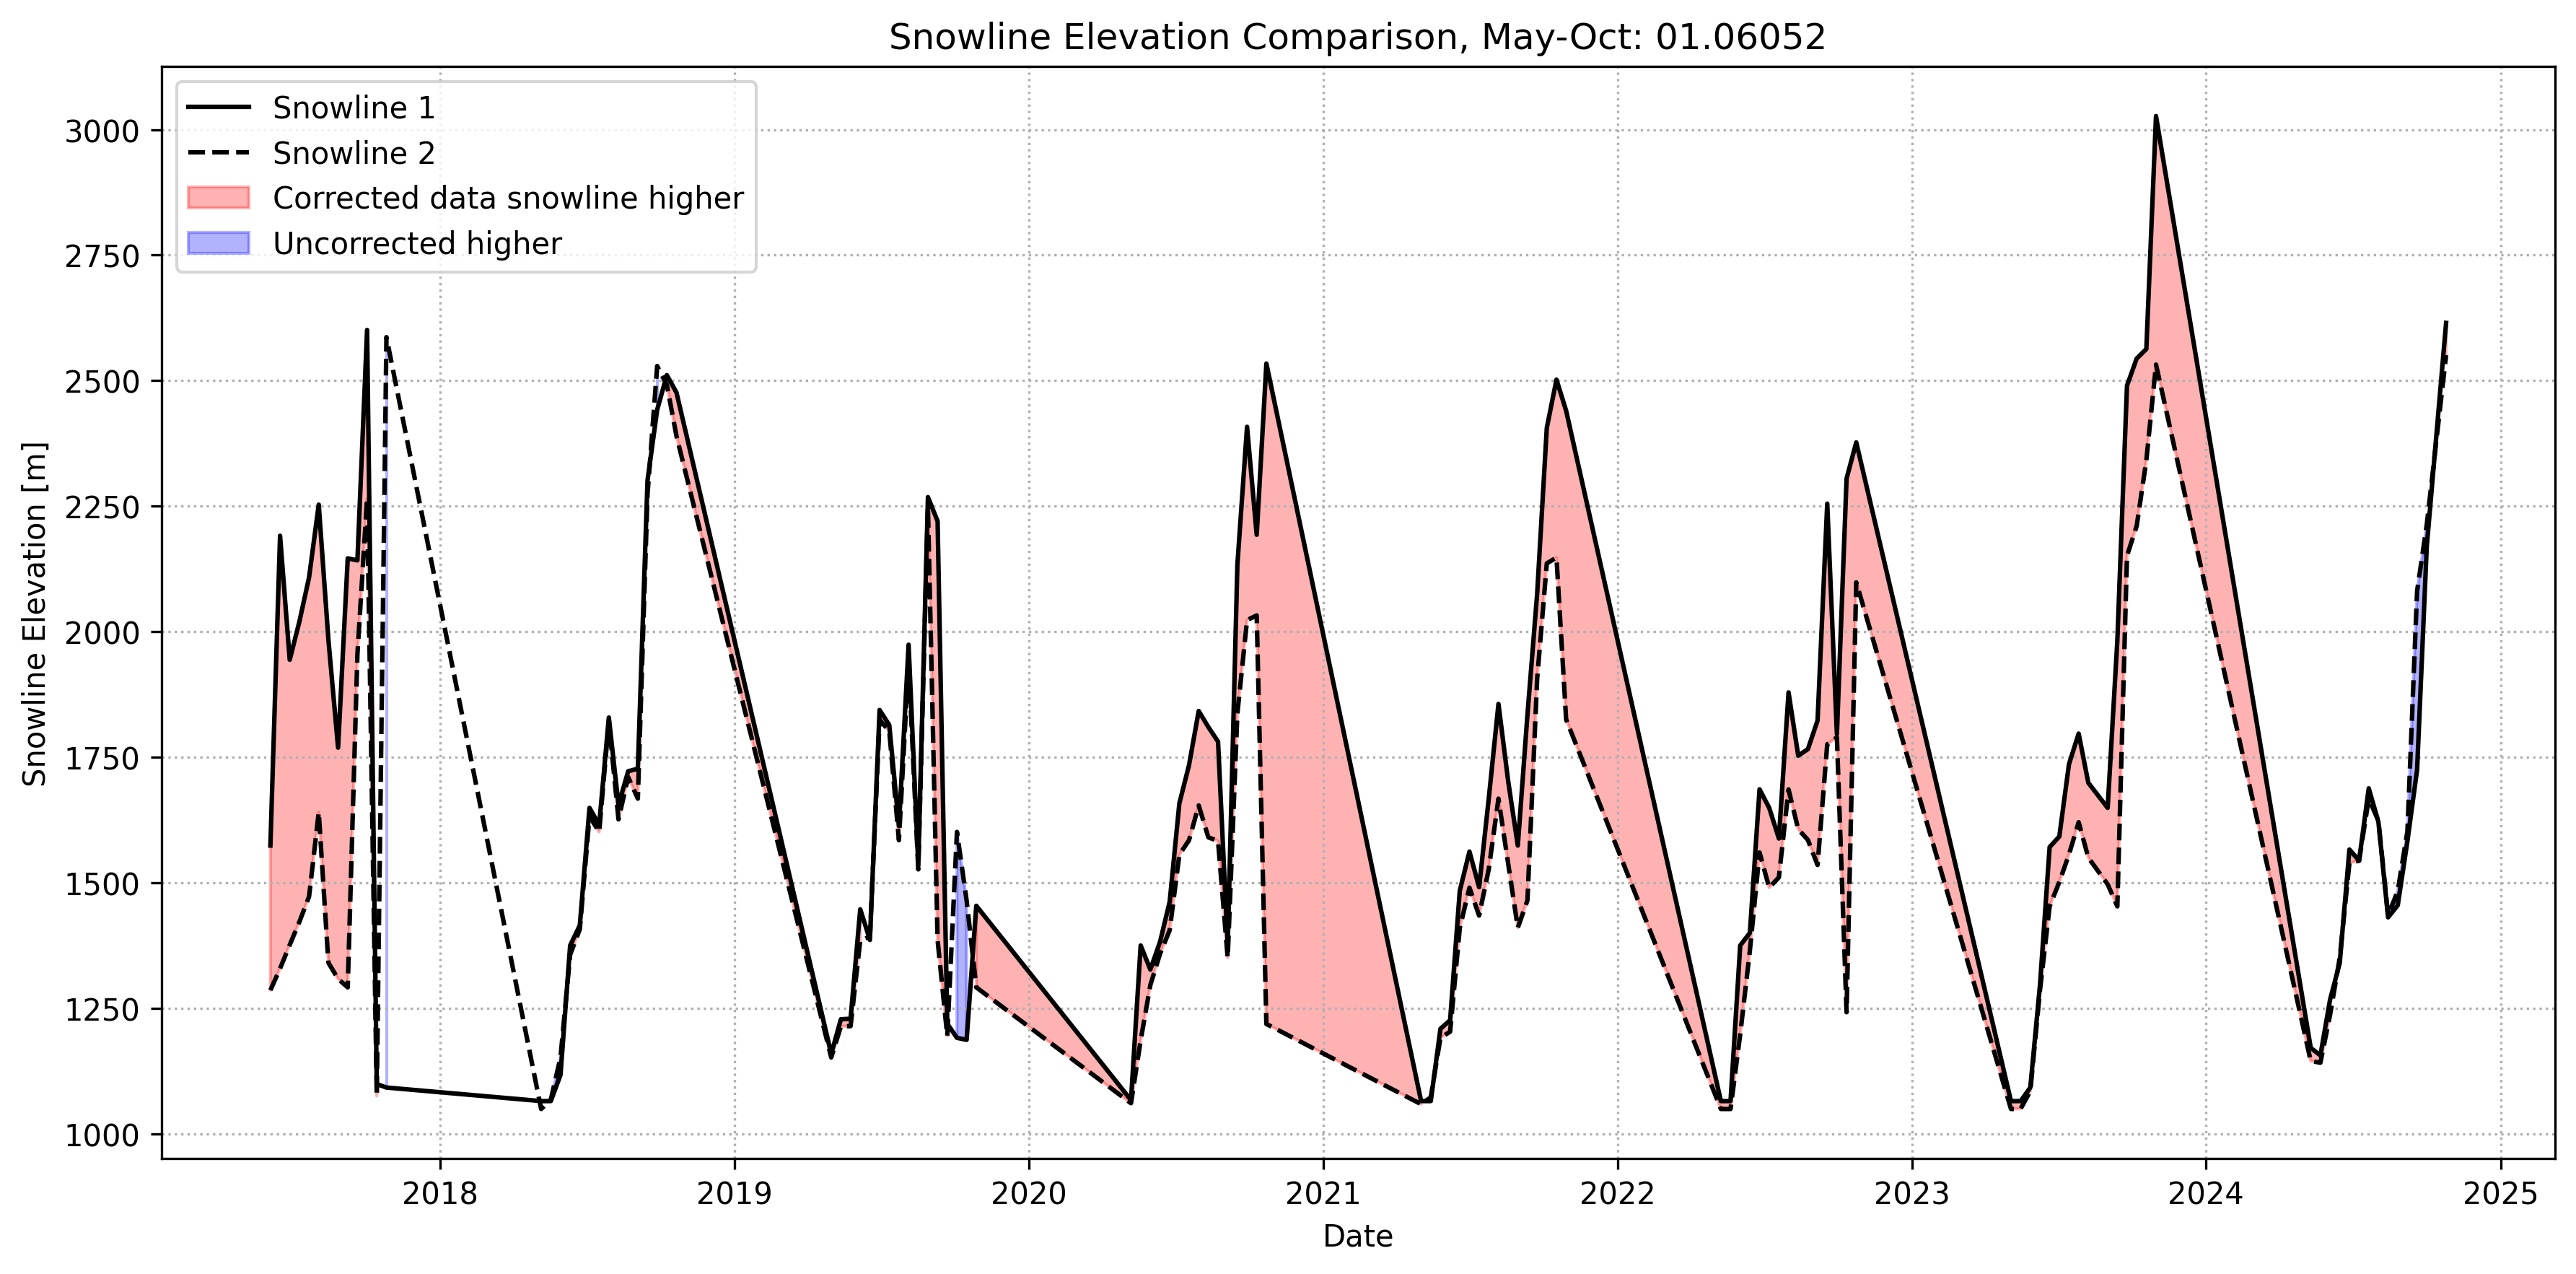 Snowline Elevation Comparison, May-Oct: 01.06052
Snowline 1
Snowline 2
Corrected data snowline higher
Uncorrected higher
3000
2750
2500
2250
2000
1750
1500
1250
1000
Snowline Elevation [m]
2018 2019 2020 2021 2022 2023 2024 2025
Date